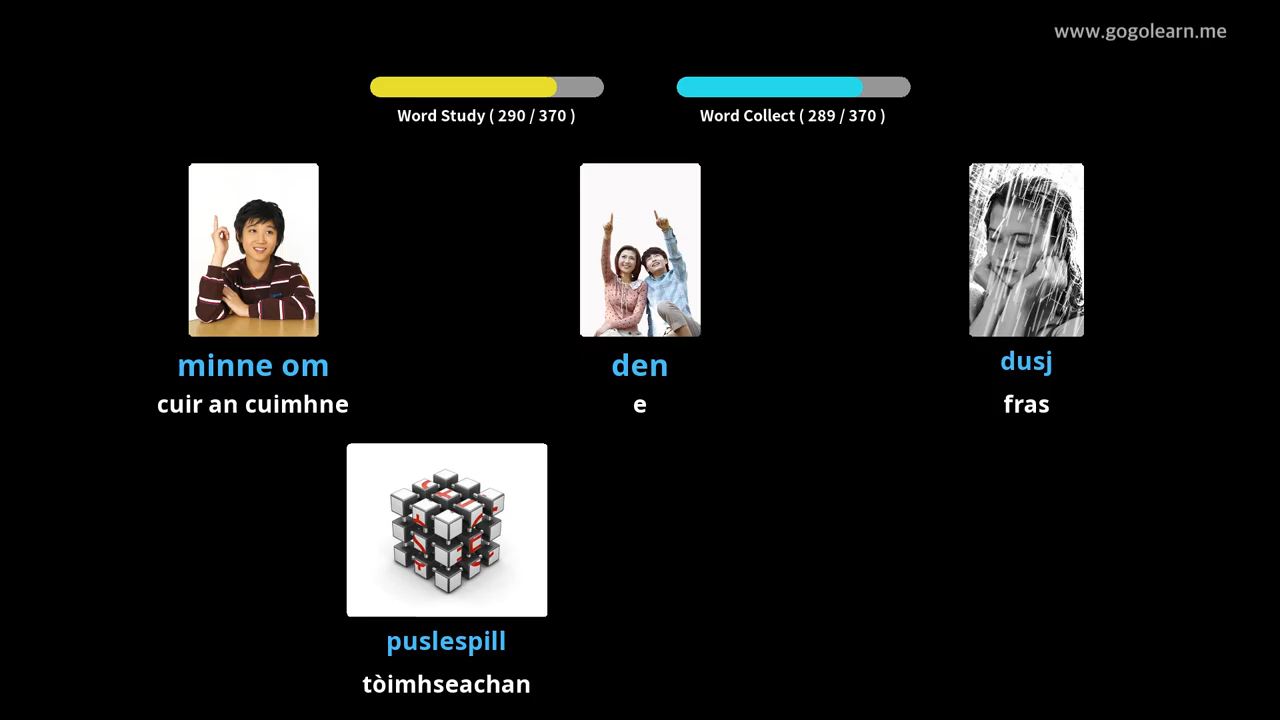 www.gogolearn.me
Word Study ( 290 / 370 )
Word Collect ( 289 / 370 )
minne om
cuir an cuimhne
den
e
dusj
fras
puslespill
tòimhseachan